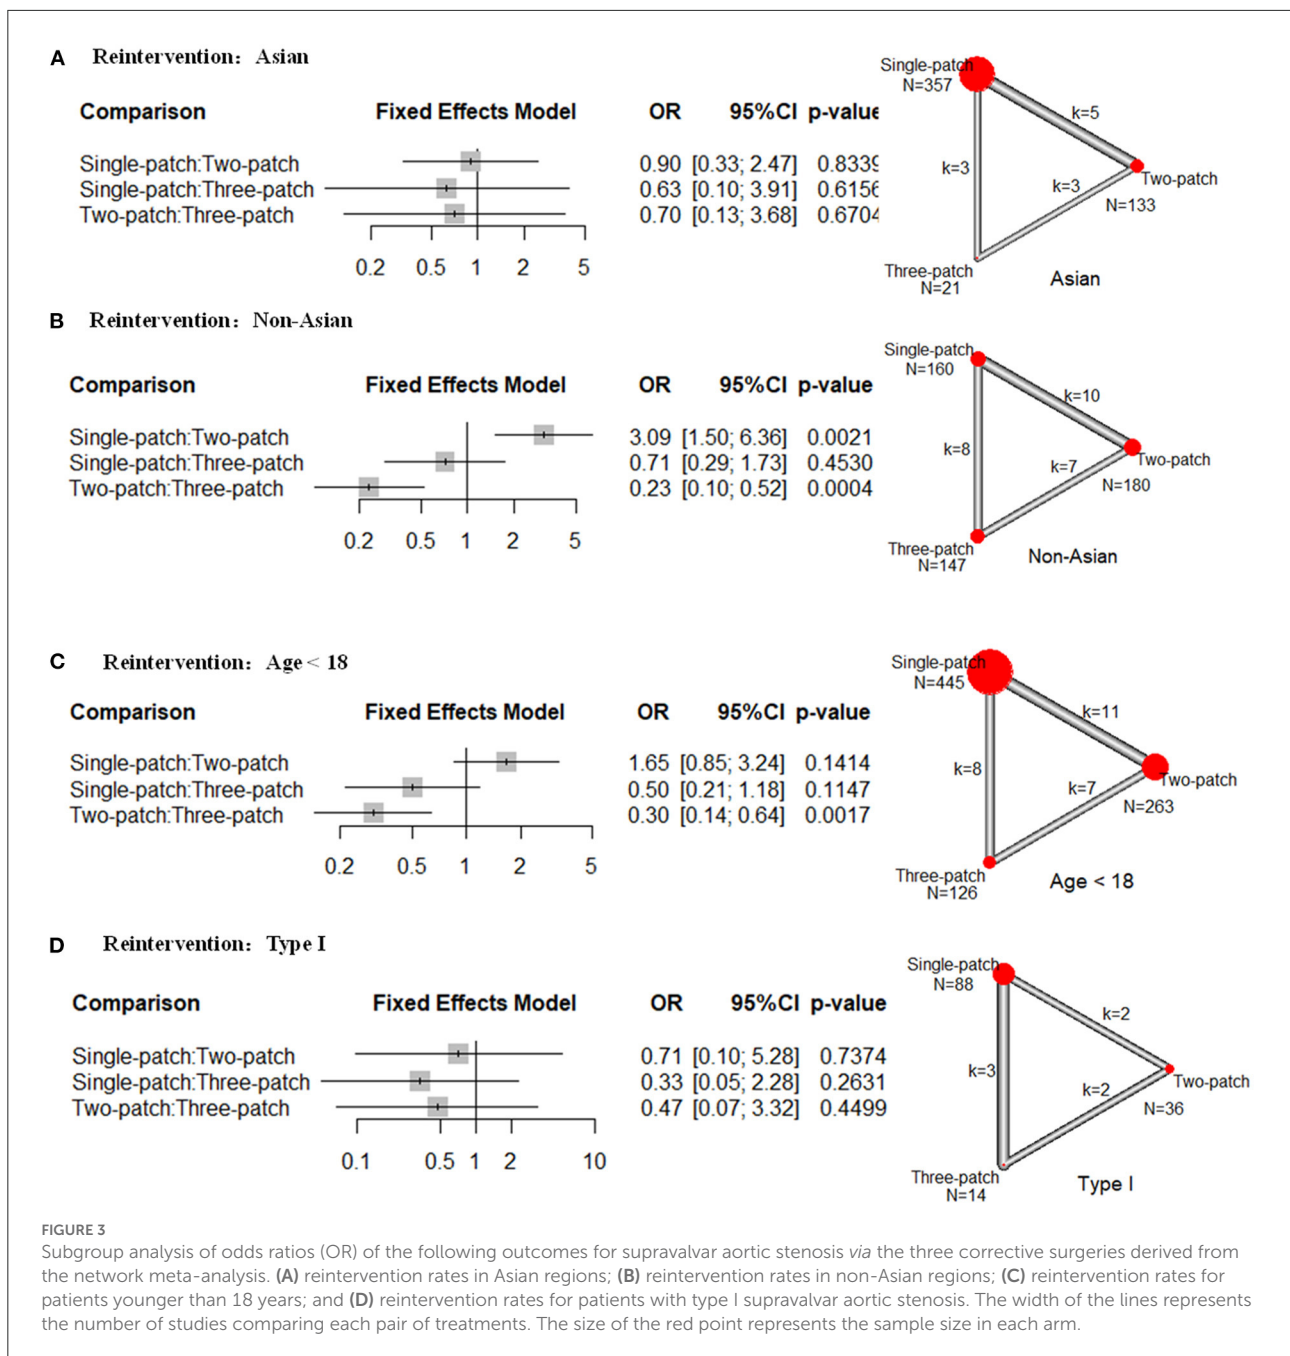 A Reintervention: Asian
Comparison Fixed Effects Model OR 95%CI p-value
Single-patch:Two-patch 0.90 [0.33; 2.47] 0.8339
Single-patch:Three-patch 0.63 [0.10; 3.91] 0.6156
Two-patch:Three-patch 0.70 [0.13; 3.68] 0.6704
0.2 0.5 1 2 5
Single-patch
N=357
k=5
k=3
k=3
Two-patch
N=133
Three-patch
N=21
Asian
B Reintervention: Non-Asian
Comparison Fixed Effects Model OR 95%CI p-value
Single-patch:Two-patch 3.09 [1.50; 6.36] 0.0021
Single-patch:Three-patch 0.71 [0.29; 1.73] 0.4530
Two-patch:Three-patch 0.23 [0.10; 0.52] 0.0004
0.2 0.5 1 2 5
Single-patch
N=160
k=10
k=8
k=7
Two-patch
N=180
Three-patch
N=147
Non-Asian
C Reintervention: Age < 18
Comparison Fixed Effects Model OR 95%CI p-value
Single-patch:Two-patch 1.65 [0.85; 3.24] 0.1414
Single-patch:Three-patch 0.50 [0.21; 1.18] 0.1147
Two-patch:Three-patch 0.30 [0.14; 0.64] 0.0017
0.2 0.5 1 2 5
Single-patch
N=445
k=11
k=8
k=7
Two-patch
N=263
Three-patch
N=126
Age < 18
D Reintervention: Type I
Comparison Fixed Effects Model OR 95%CI p-value
Single-patch:Two-patch 0.71 [0.10; 5.28] 0.7374
Single-patch:Three-patch 0.33 [0.05; 2.28] 0.2631
Two-patch:Three-patch 0.47 [0.07; 3.32] 0.4499
0.1 0.5 1 2 10
Single-patch
N=88
k=2
k=3
k=2
Two-patch
N=36
Three-patch
N=14
Type I
FIGURE 3
Subgroup analysis of odds ratios (OR) of the following outcomes for supravalvar aortic stenosis via the three corrective surgeries derived from
the network meta-analysis. (A) reintervention rates in Asian regions; (B) reintervention rates in non-Asian regions; (C) reintervention rates for
patients younger than 18 years; and (D) reintervention rates for patients with type I supravalvar aortic stenosis. The width of the lines represents
the number of studies comparing each pair of treatments. The size of the red point represents the sample size in each arm.